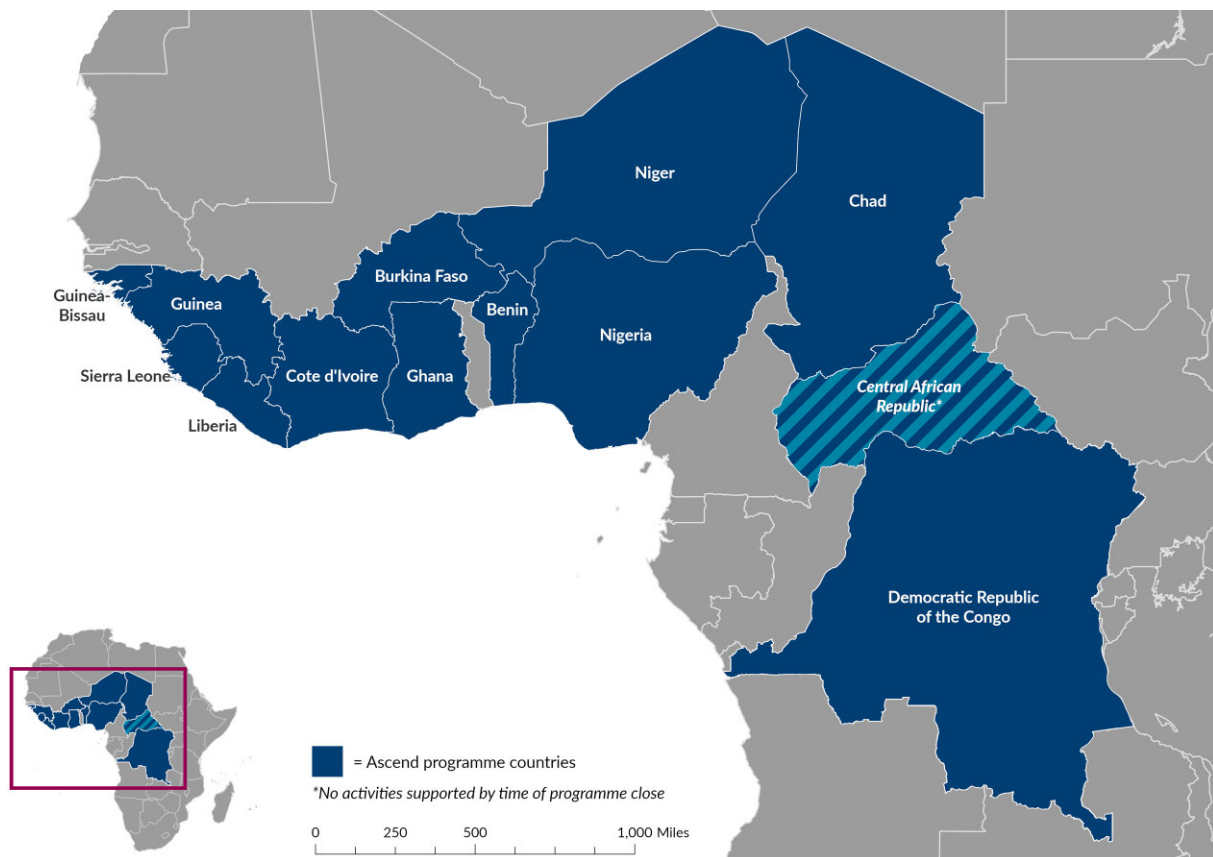 Niger
Chad
Burkina Faso
Guinea-
Bissau
Guinea
Benin
Nigeria
Sierra Leone
Cote d'Ivoire
Ghana
Central African
Republic*
Liberia
Democratic Republic
of the Congo
= Ascend programme countries
*No activities supported by time of programme close
0 250 500 1,000 Miles